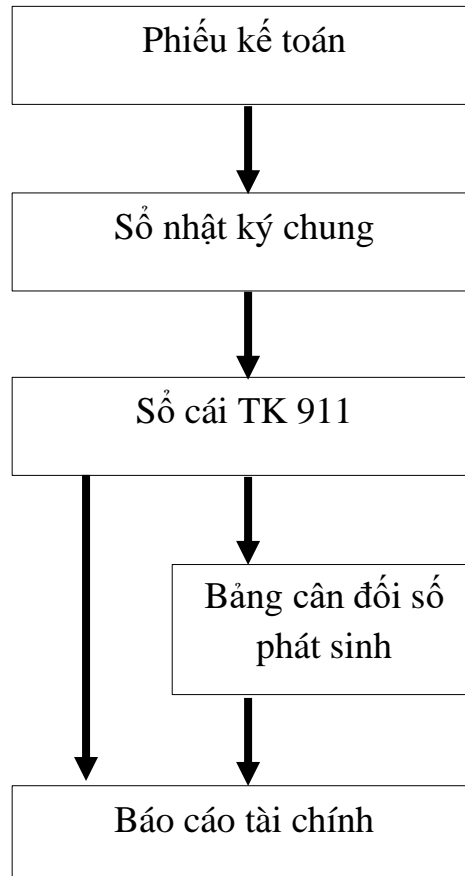 Phiếu kế toán
Sổ nhật ký chung
Sổ cái TK 911
Bảng cân đối số
phát sinh
Báo cáo tài chính